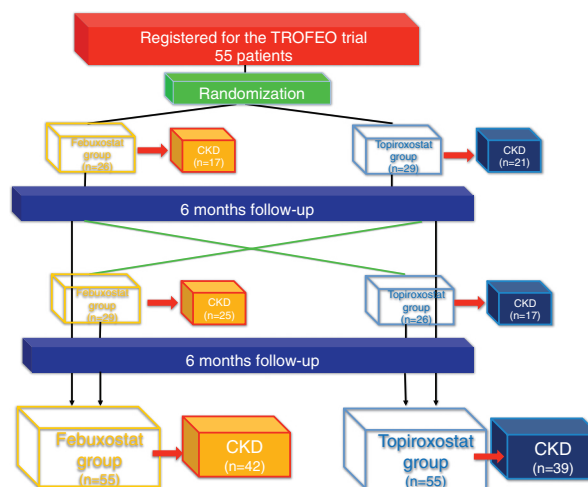 Registered for the TROFEO trial
55 patients
Randomization
Febuxostat
group
(n=26)
CKD
(n=17)
Topiroxostat
group
(n=29)
CKD
(n=21)
6 months follow-up
Febuxostat
group
(n=29)
CKD
(n=25)
Topiroxostat
group
(n=26)
CKD
(n=17)
6 months follow-up
Febuxostat
group
(n=55)
CKD
(n=42)
Topiroxostat
group
(n=55)
CKD
(n=39)